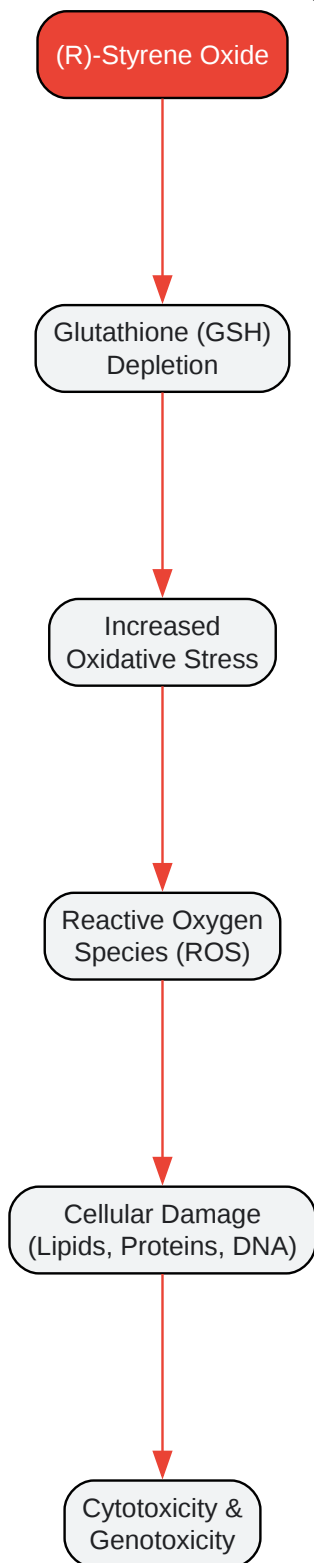 (R)-Styrene Oxide
Glutathione (GSH)
Depletion
Increased
Oxidative Stress
Reactive Oxygen
Species (ROS)
Cellular Damage
(Lipids, Proteins, DNA)
Cytotoxicity &
Genotoxicity